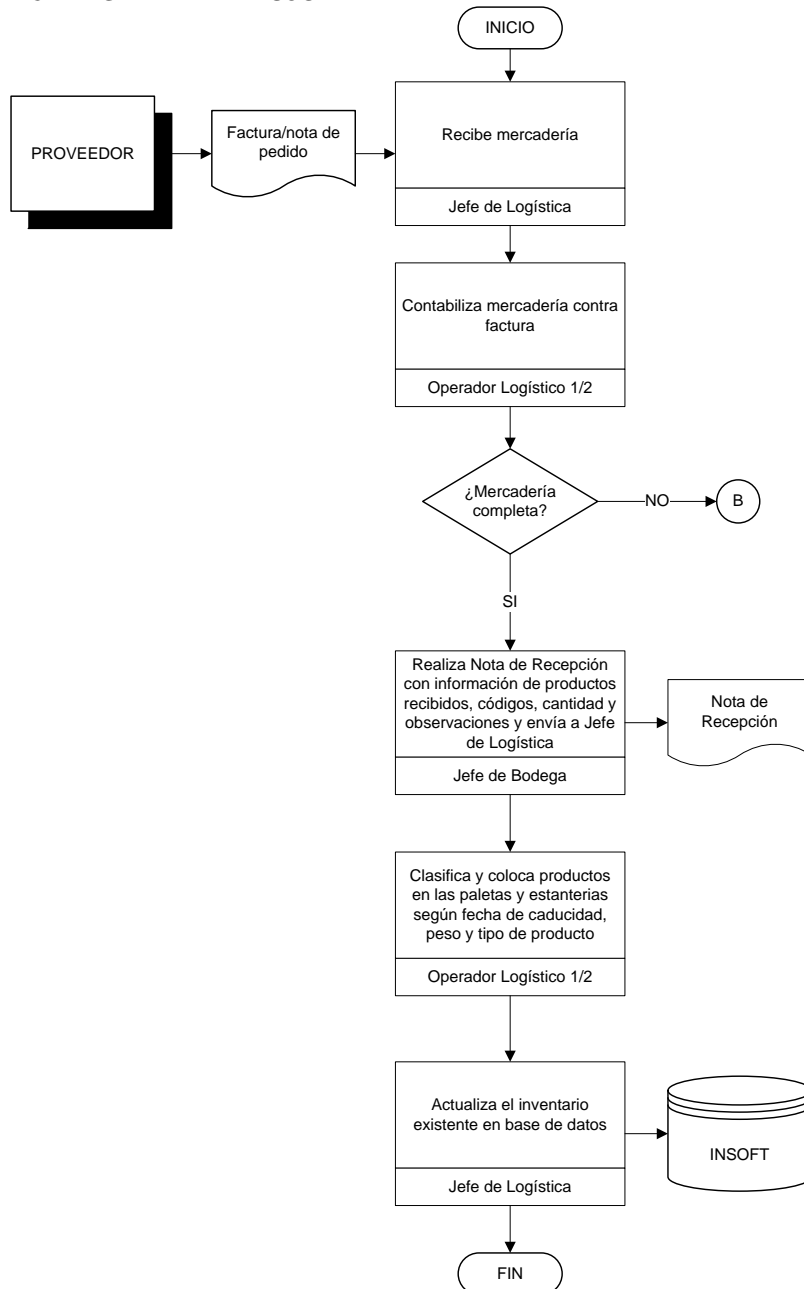 INICIO
PROVEEDOR
Factura/nota de
pedido
Recibe mercadería
Jefe de Logística
Contabiliza mercadería contra
factura
Operador Logístico 1/2
¿Mercadería
completa?
NO
B
SI
Realiza Nota de Recepción
con información de productos
recibidos, códigos, cantidad y
observaciones y envía a Jefe
de Logística
Jefe de Bodega
Nota de
Recepción
Clasifica y coloca productos
en las paletas y estanterias
según fecha de caducidad,
peso y tipo de producto
Operador Logístico 1/2
Actualiza el inventario
existente en base de datos
Jefe de Logística
INSOFT
FIN